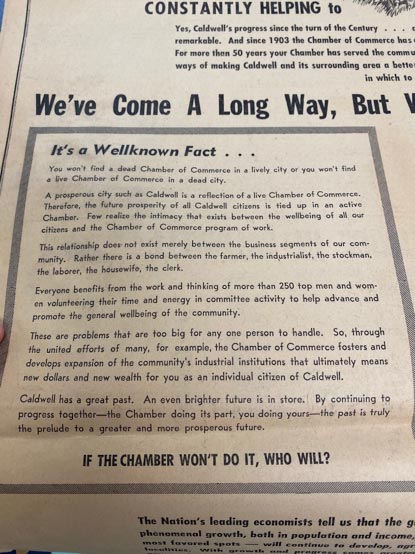 CONSTANTLY HELPING to
Yes, Caldwell's progress since the turn of the Century . . .
remarkable. And since 1903 the Chamber of Commerce has
For more than 50 years your Chamber has served the commu
ways of making Caldwell and its surrounding area a bette
in which to
We've Come A Long Way, But
It's a Wellknown Fact . . .
You won't find a dead Chamber of Commerce in a lively city or you won't find
a live Chamber of Commerce in a dead city.
A prosperous city such as Caldwell is a reflection of a live Chamber of Commerce.
Therefore, the future prosperity of all Caldwell citizens is tied up in an active
Chamber. Few realize the intimacy that exists between the wellbeing of all our
citizens and the Chamber of Commerce program of work.
This relationship does not exist merely between the business segments of our com-
munity. Rather there is a bond between the farmer, the industrialist, the stockman,
the laborer, the housewife, the clerk.
Everyone benefits from the work and thinking of more than 250 top men and wom-
en volunteering their time and energy in committee activity to help advance and
promote the general wellbeing of the community.
These are problems that are too big for any one person to handle. So, through
the united efforts of many, for example, the Chamber of Commerce fosters and
develops expansion of the community's industrial institutions that ultimately means
new dollars and new wealth for you as an individual citizen of Caldwell.
Caldwell has a great past. An even brighter future is in store. By continuing to
progress together—the Chamber doing its part, you doing yours—the past is truly
the prelude to a greater and more prosperous future.
IF THE CHAMBER WON'T DO IT, WHO WILL?
The Nation's leading economists tell us that the
phenomenal growth, both in population and income
most favored spots — will continue to develop,
localities. With growth and progress comes